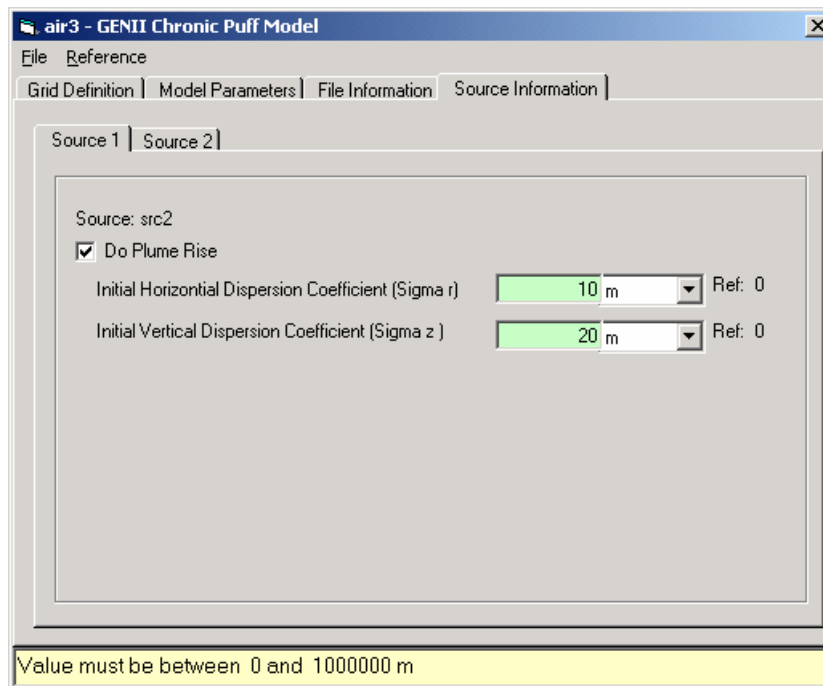 air3 - GENII Chronic Puff Model
File Reference
Grid Definition Model Parameters File Information Source Information
Source 1 Source 2
Source: src2
Do Plume Rise
Initial Horizontial Dispersion Coefficient (Sigma r) 10 m Ref: 0
Initial Vertical Dispersion Coefficient (Sigma z ) 20 m Ref: 0
Value must be between 0 and 1000000 m